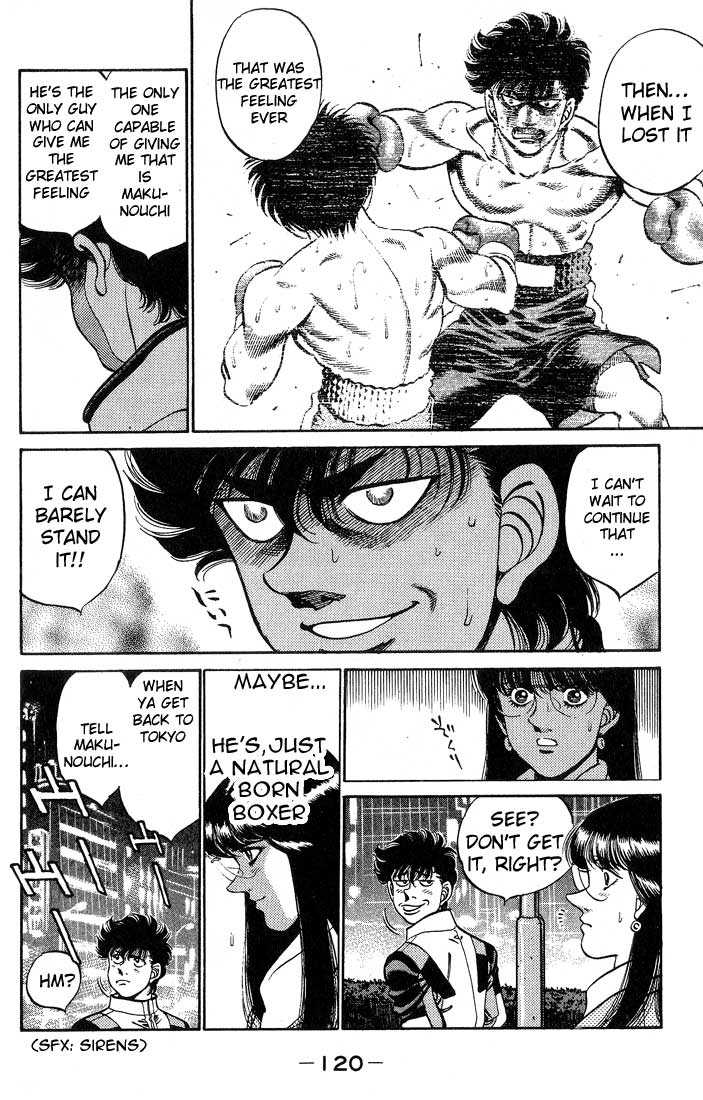 THEN...
WHEN I
LOST IT
THAT WAS
THE GREATEST
FEELING
EVER
THE ONLY
ONE
CAPABLE
OF GIVING
ME THAT
IS
MAKU-
NOUCHI
HE'S THE
ONLY GUY
WHO CAN
GIVE ME
THE
GREATEST
FEELING
I CAN'T
WAIT TO
CONTINUE
THAT
...
I CAN
BARELY
STAND
IT!!
SEE?
DON'T GET
IT, RIGHT?
MAYBE...
HE'S JUST
A NATURAL
BORN
BOXER
WHEN
YA GET
BACK TO
TOKYO
TELL
MAKU-
NOUCHI...
HM?
(SFX: SIRENS)
—120—